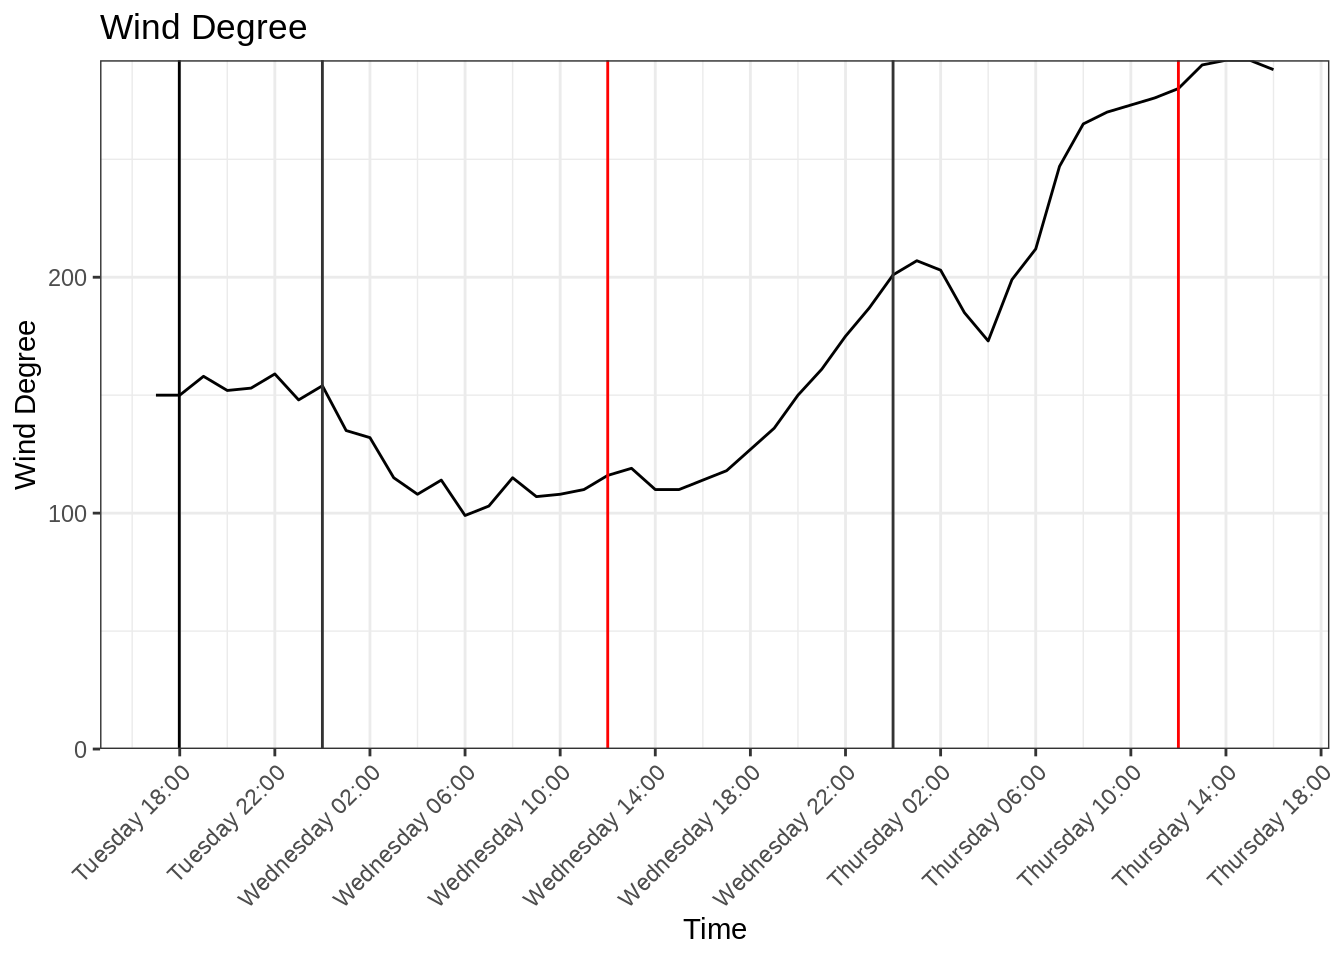 Wind Degree
Wind Degree
200
100
0
Tuesday 18:00
Tuesday 22:00
Wednesday 02:00
Wednesday 06:00
Wednesday 10:00
Wednesday 14:00
Wednesday 18:00
Wednesday 22:00
Thursday 02:00
Thursday 06:00
Thursday 10:00
Thursday 14:00
Thursday 18:00
Time